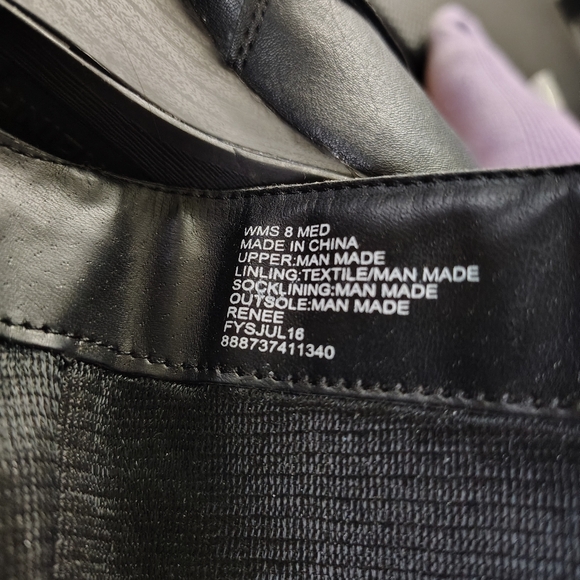 WMS 8 MED
MADE IN CHINA
UPPER:MAN MADE
LINLING:TEXTILE/MAN MADE
SOCKLINING:MAN MADE
OUTSOLE:MAN MADE
RENEE
FYSJUL16
888737411340